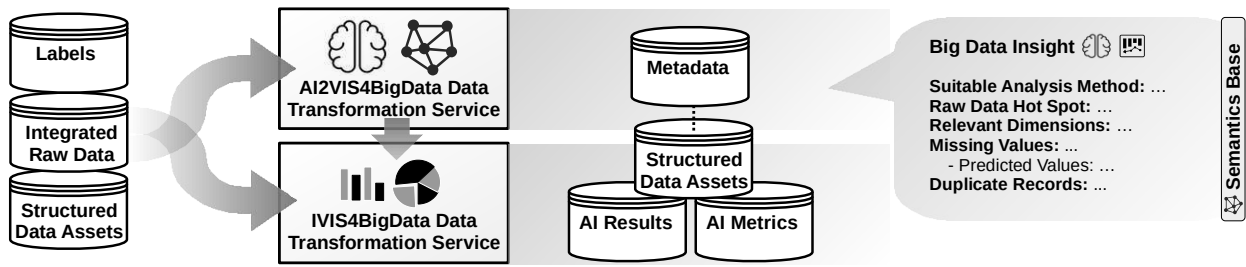 Labels
Integrated
Raw Data
Structured
Data Assets
AI2VIS4BigData Data
Transformation Service
IVIS4BigData Data
Transformation Service
Metadata
Structured
Data Assets
AI Results
AI Metrics
Big Data Insight
Suitable Analysis Method: …
Raw Data Hot Spot: …
Relevant Dimensions: …
Missing Values: ...
- Predicted Values: …
Duplicate Records: ...
Semantics Base